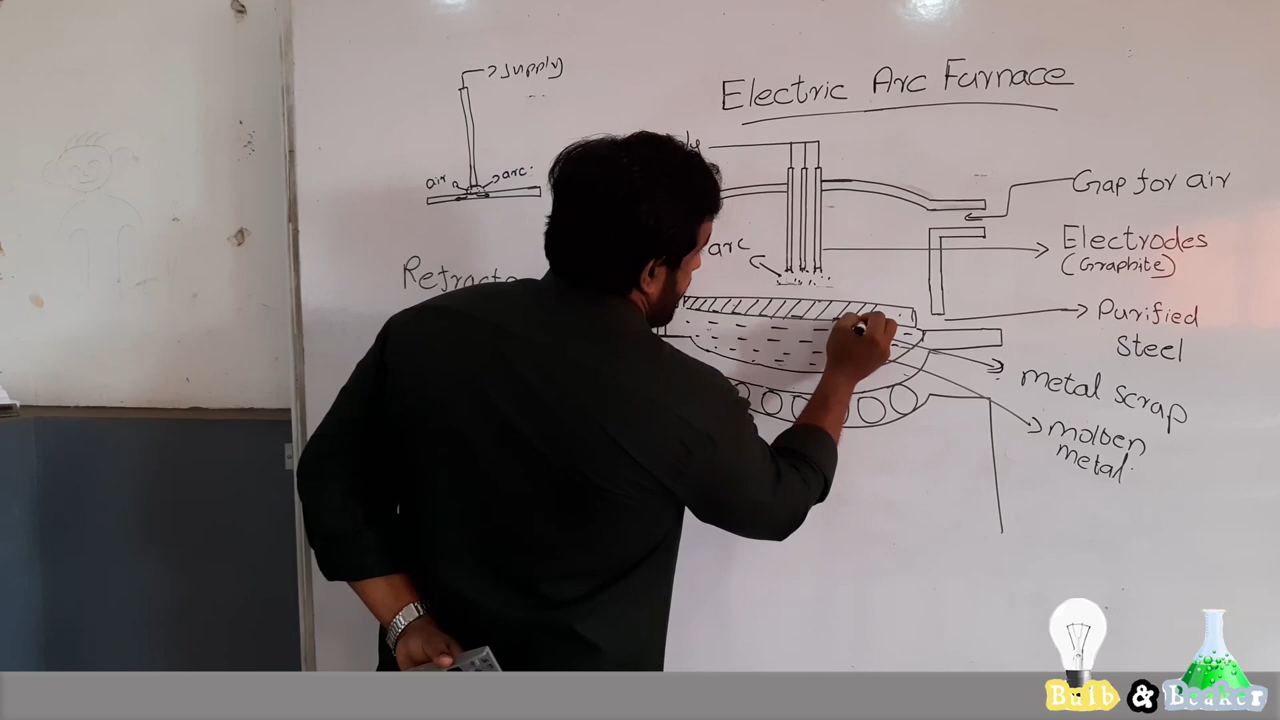 supply
Electric Arc Furnace
air
arc
Gap for air
arc
Electrodes
(Graphite)
Purified
Steel
metal scrap
molten
metal.
Bulb & Beaker